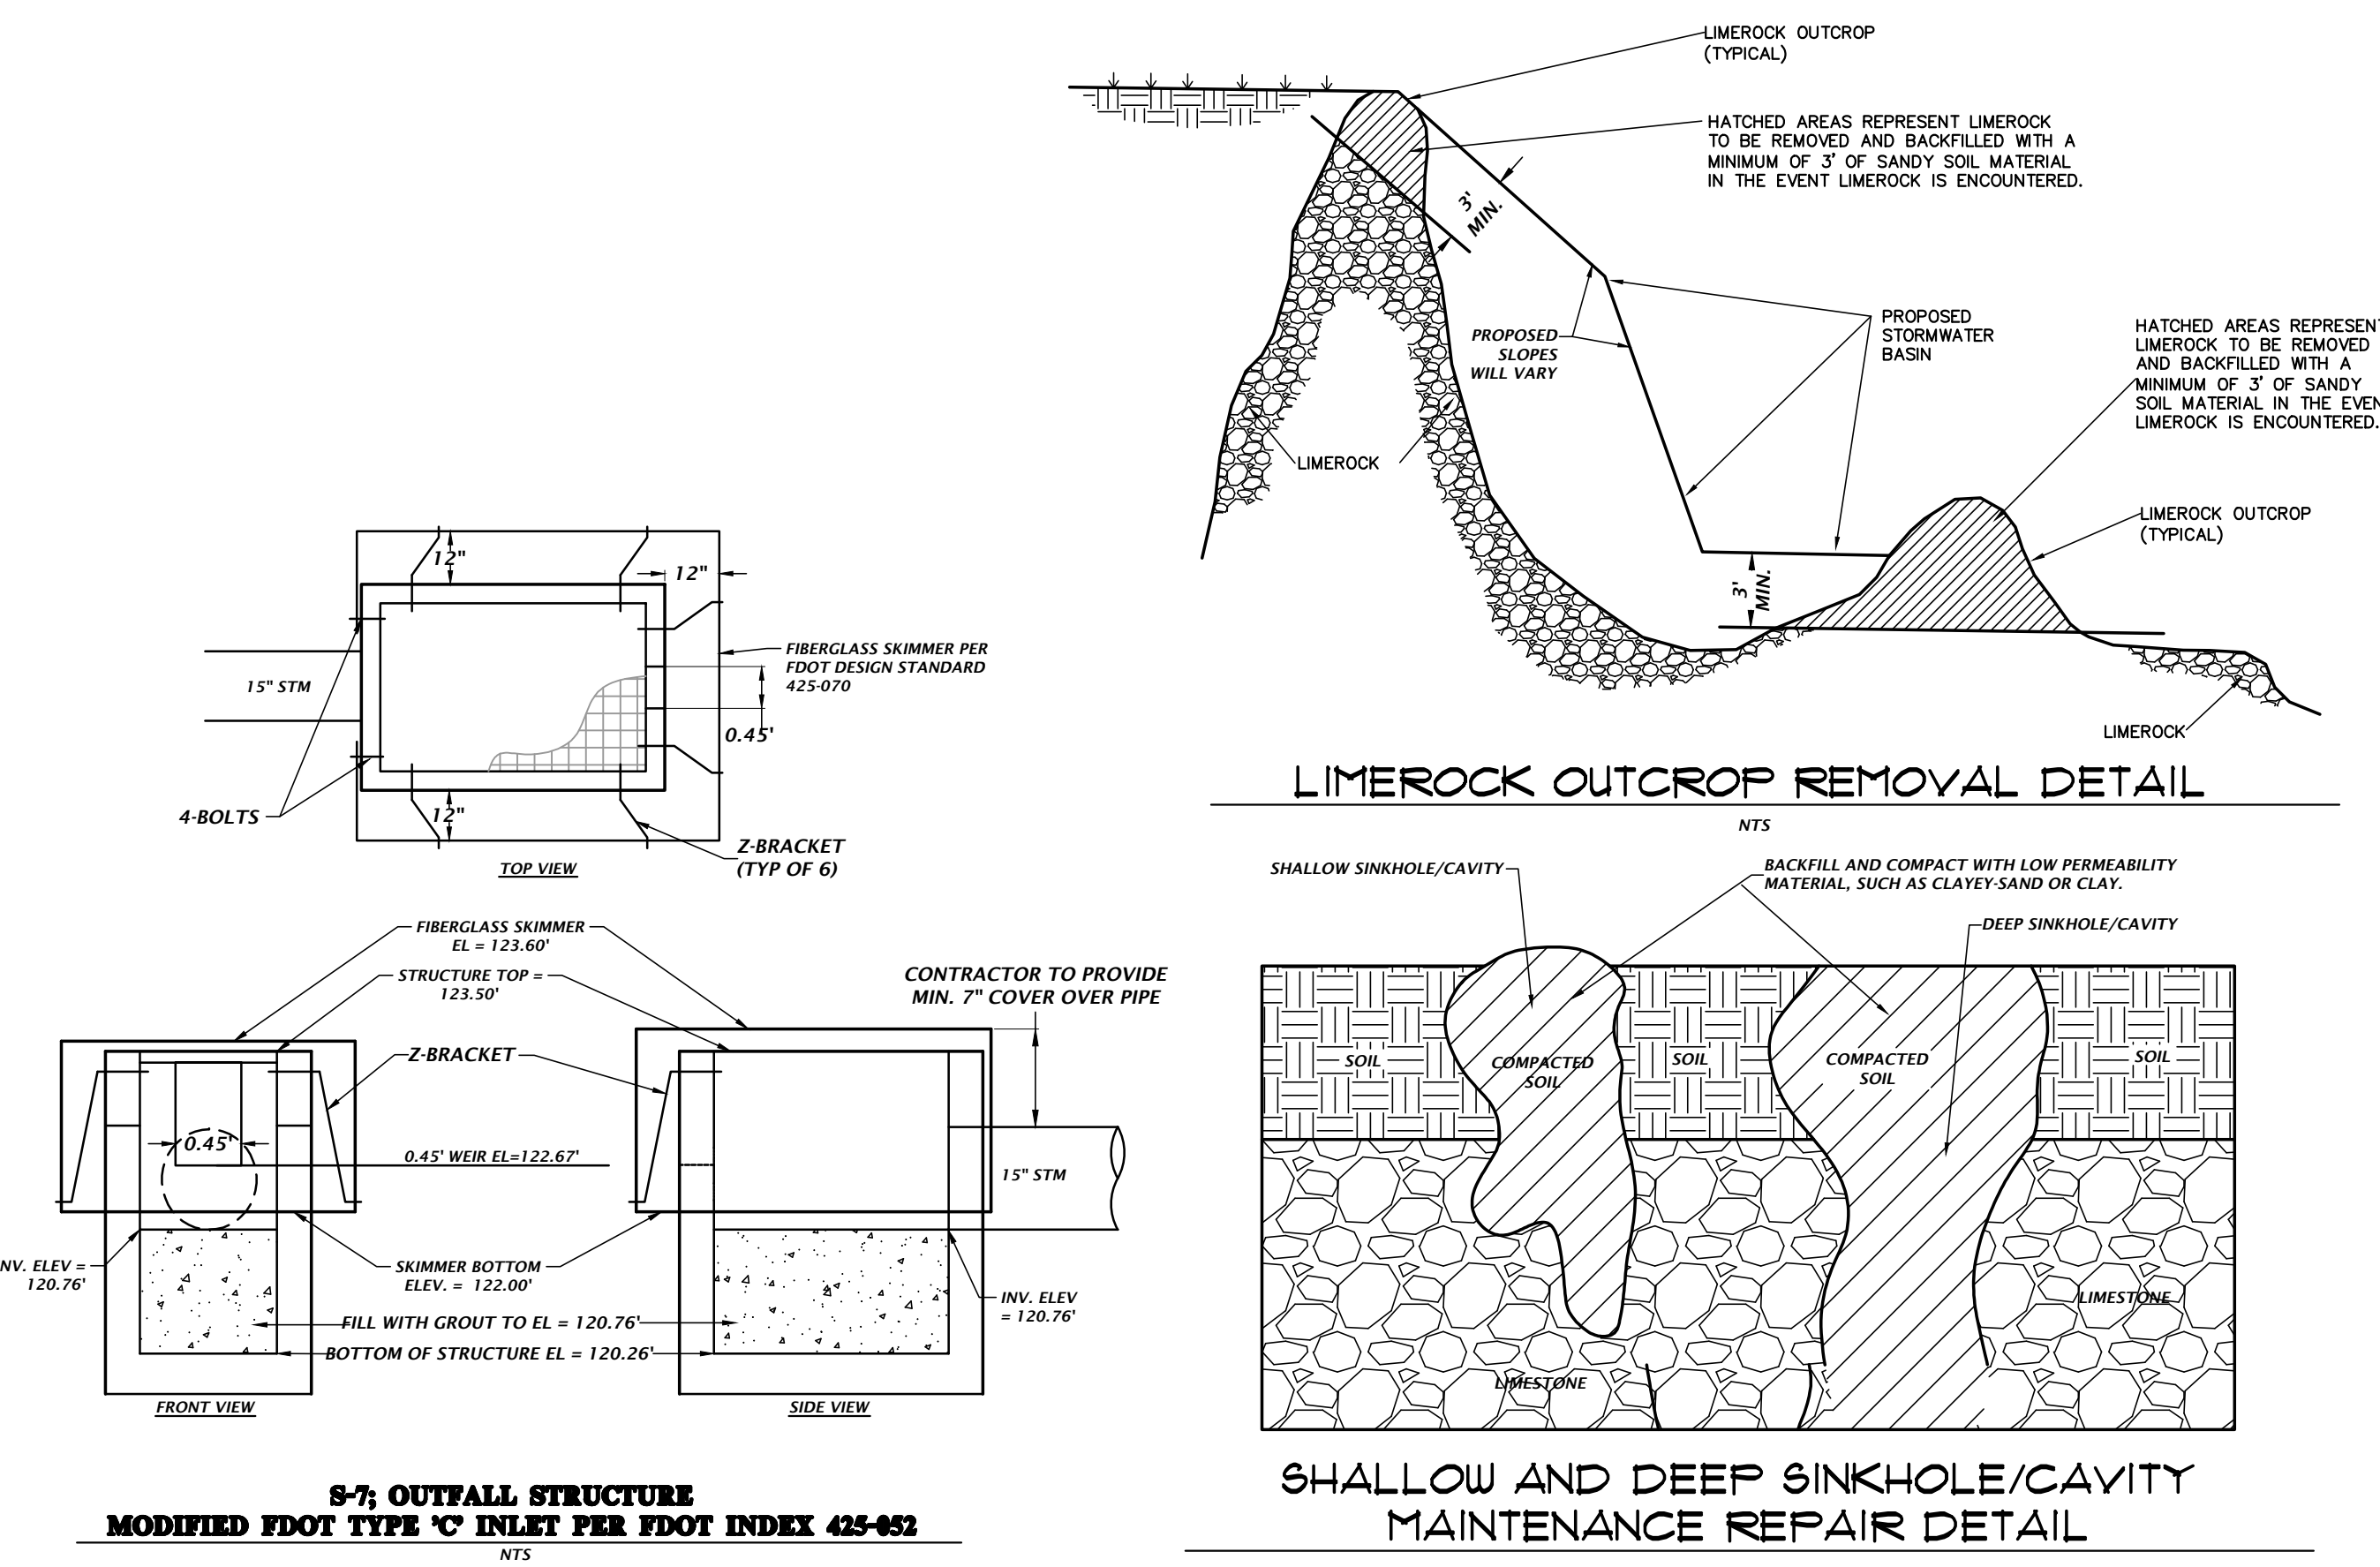 LIMEROCK OUTCROP
(TYPICAL)
HATCHED AREAS REPRESENT LIMEROCK
TO BE REMOVED AND BACKFILLED WITH A
MINIMUM OF 3' OF SANDY SOIL MATERIAL
IN THE EVENT LIMEROCK IS ENCOUNTERED.
3'
MIN.
PROPOSED
SLOPES
WILL VARY
PROPOSED
STORMWATER
BASIN
HATCHED AREAS REPRESENT
LIMEROCK TO BE REMOVED
AND BACKFILLED WITH A
MINIMUM OF 3' OF SANDY
SOIL MATERIAL IN THE EVEN
LIMEROCK IS ENCOUNTERED.
LIMEROCK
LIMEROCK OUTCROP
(TYPICAL)
3'
MIN.
LIMEROCK
LIMEROCK OUTCROP REMOVAL DETAIL
NTS
12"
12"
FIBERGLASS SKIMMER PER
FDOT DESIGN STANDARD
425-070
15" STM
0.45'
4-BOLTS
12"
Z-BRACKET
(TYP OF 6)
TOP VIEW
FIBERGLASS SKIMMER
EL = 123.60'
STRUCTURE TOP =
123.50'
CONTRACTOR TO PROVIDE
MIN. 7" COVER OVER PIPE
Z-BRACKET
0.45'
0.45' WEIR EL=122.67'
15" STM
NV. ELEV =
120.76'
SKIMMER BOTTOM
ELEV. = 122.00'
INV. ELEV
= 120.76'
FILL WITH GROUT TO EL = 120.76'
BOTTOM OF STRUCTURE EL = 120.26'
FRONT VIEW
SIDE VIEW
S-7; OUTFALL STRUCTURE
MODIFIED FDOT TYPE 'C' INLET PER FDOT INDEX 425-052
NTS
SHALLOW SINKHOLE/CAVITY
BACKFILL AND COMPACT WITH LOW PERMEABILITY
MATERIAL, SUCH AS CLAYEY-SAND OR CLAY.
DEEP SINKHOLE/CAVITY
SOIL
COMPACTED
SOIL
SOIL
COMPACTED
SOIL
SOIL
LIMESTONE
LIMESTONE
SHALLOW AND DEEP SINKHOLE/CAVITY
MAINTENANCE REPAIR DETAIL